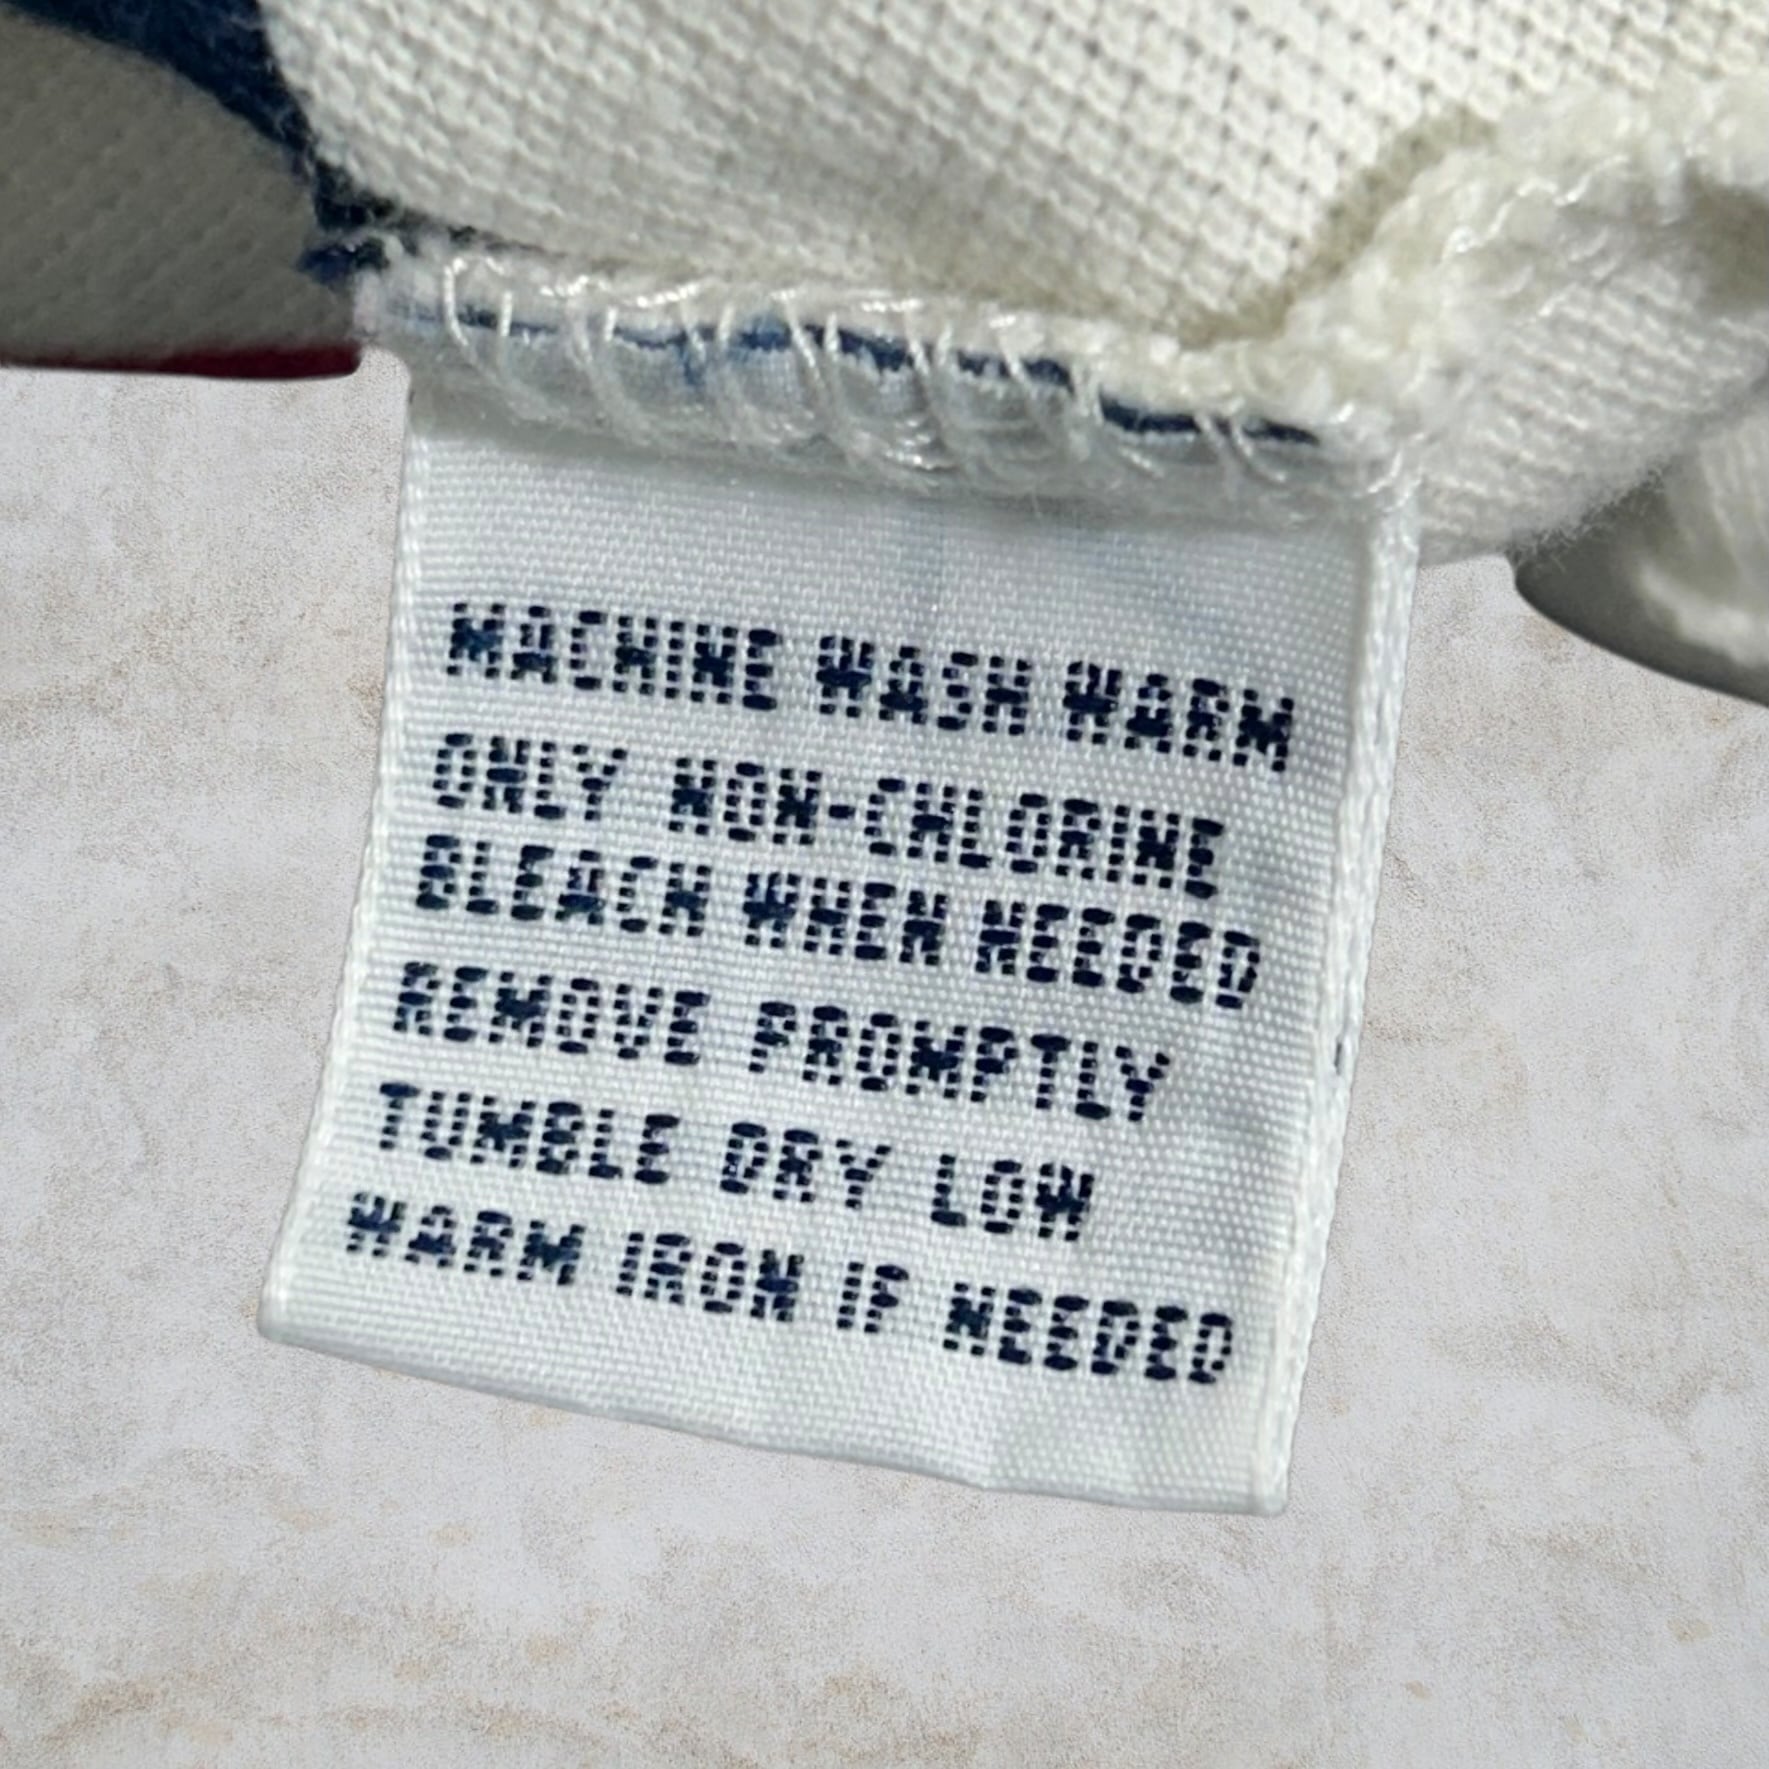 MACHINE WASH WARM
ONLY NON-CHLORINE
BLEACH WHEN NEEDED
REMOVE PROMPTLY
TUMBLE DRY LOW
WARM IRON IF NEEDED